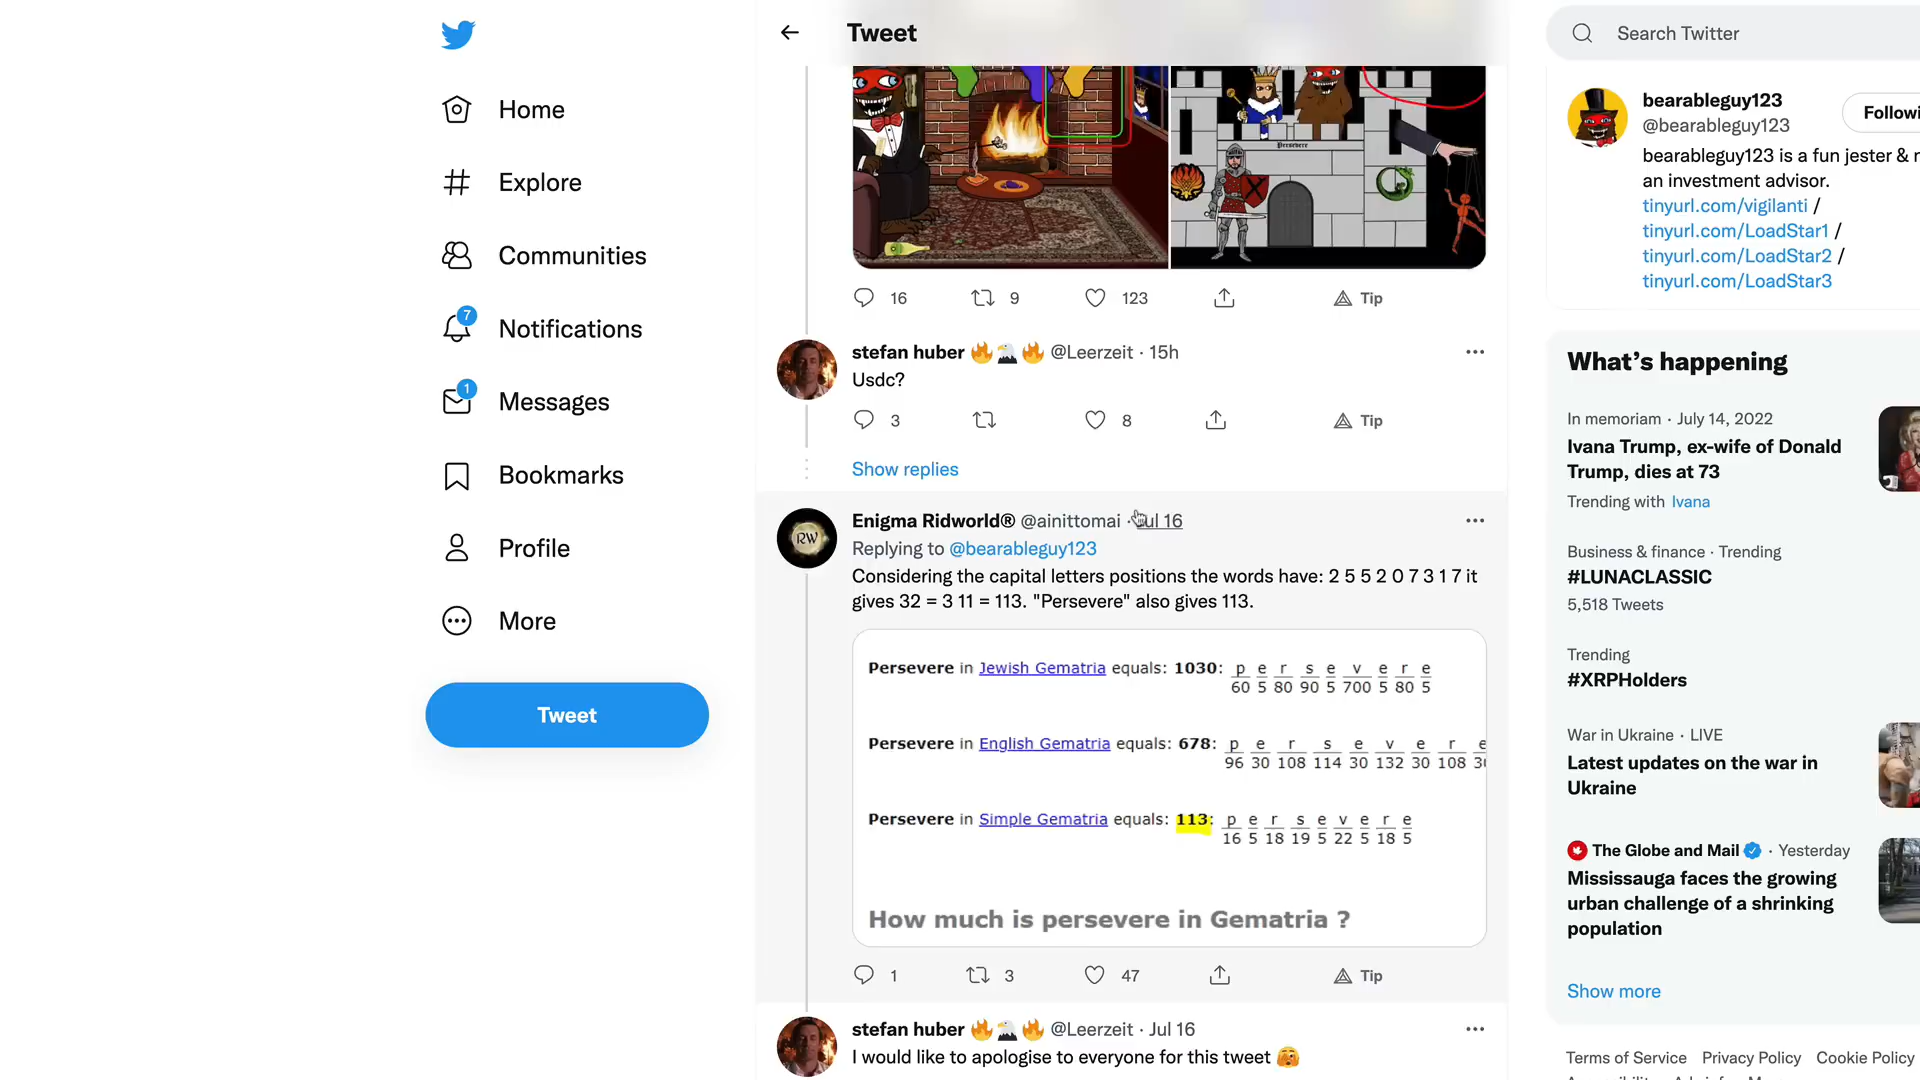 Home
Explore
Communities
7
Notifications
1
Messages
Bookmarks
Profile
More
Tweet
Tweet
Persevere
16 9 123 Tip
stefan huber 🔥🦅🔥 @Leerzeit · 15h
Usdc?
3 8 Tip
Show replies
RW
Enigma Ridworld® @ainittomai · Jul 16
Replying to @bearableguy123
Considering the capital letters positions the words have: 2 5 5 2 0 7 3 1 7 it
gives 32 = 3 11 = 113. "Persevere" also gives 113.
Persevere in Jewish Gematria equals: 1030: p e r s e v e r e
60 5 80 90 5 700 5 80 5
Persevere in English Gematria equals: 678: p e r s e v e r e
96 30 108 114 30 132 30 108
Persevere in Simple Gematria equals: 113: p e r s e v e r e
16 5 18 19 5 22 5 18 5
How much is persevere in Gematria ?
1 3 47 Tip
stefan huber 🔥🦅🔥 @Leerzeit · Jul 16
I would like to apologise to everyone for this tweet 🫣
Search Twitter
bearableguy123
@bearableguy123
Followi
bearableguy123 is a fun jester &
an investment advisor.
tinyurl.com/vigilanti /
tinyurl.com/LoadStar1 /
tinyurl.com/LoadStar2 /
tinyurl.com/LoadStar3
What's happening
In memoriam · July 14, 2022
Ivana Trump, ex-wife of Donald
Trump, dies at 73
Trending with Ivana
Business & finance · Trending
#LUNACLASSIC
5,518 Tweets
Trending
#XRPHolders
War in Ukraine · LIVE
Latest updates on the war in
Ukraine
The Globe and Mail · Yesterday
Mississauga faces the growing
urban challenge of a shrinking
population
Show more
Terms of Service Privacy Policy Cookie Policy